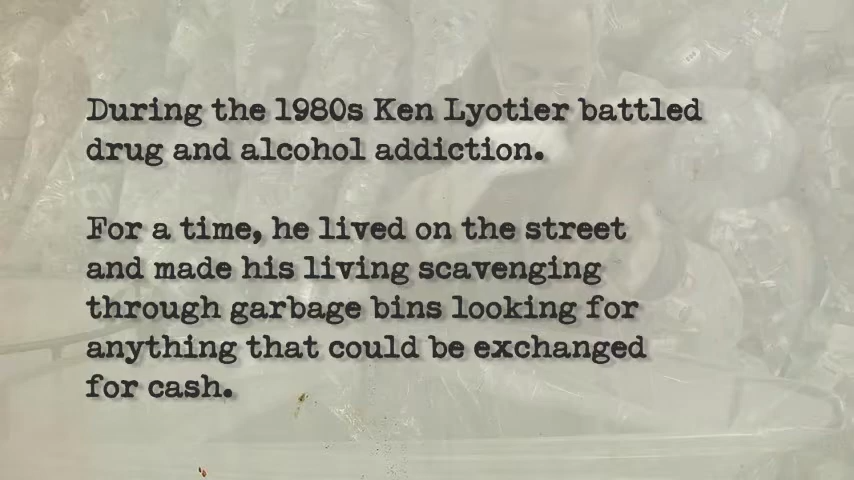 During the 1980s Ken Lyotier battled
drug and alcohol addiction.
For a time, he lived on the street
and made his living scavenging
through garbage bins looking for
anything that could be exchanged
for cash.